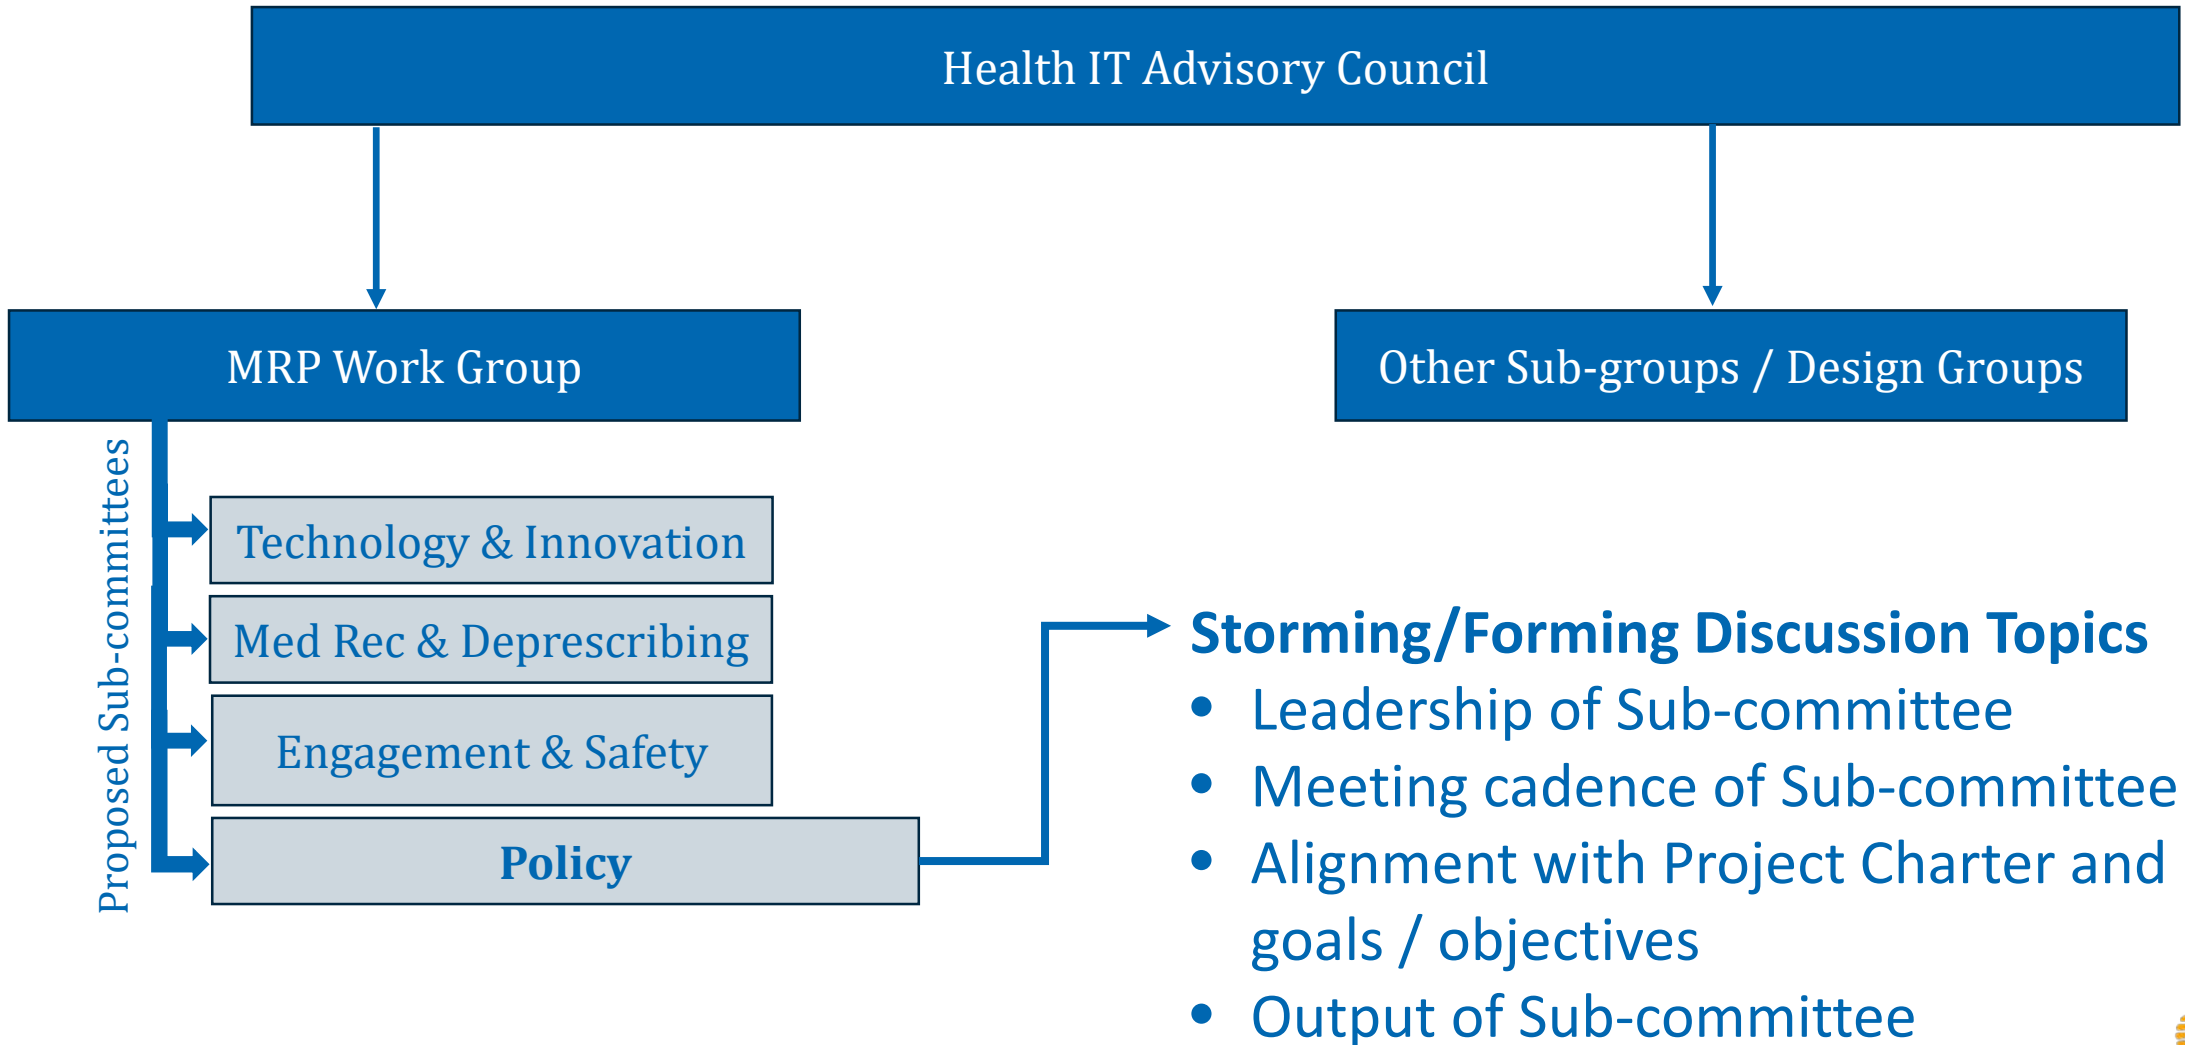 Health IT Advisory Council
MRP Work Group
Other Sub-groups / Design Groups
Proposed Sub-committees
Technology & Innovation
Med Rec & Deprescribing
Engagement & Safety
Policy
Storming/Forming Discussion Topics
• Leadership of Sub-committee
• Meeting cadence of Sub-committee
• Alignment with Project Charter and
goals / objectives
• Output of Sub-committee